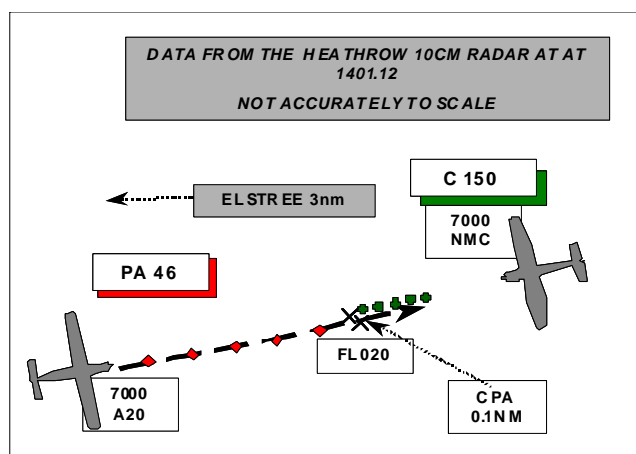 DATA FROM THE HEATHROW 10CM RADAR AT AT
1401.12
NOT ACCURATELY TO SCALE
C 150
ELSTREE 3nm
7000
NMC
PA 46
FL020
7000
A20
CPA
0.1NM